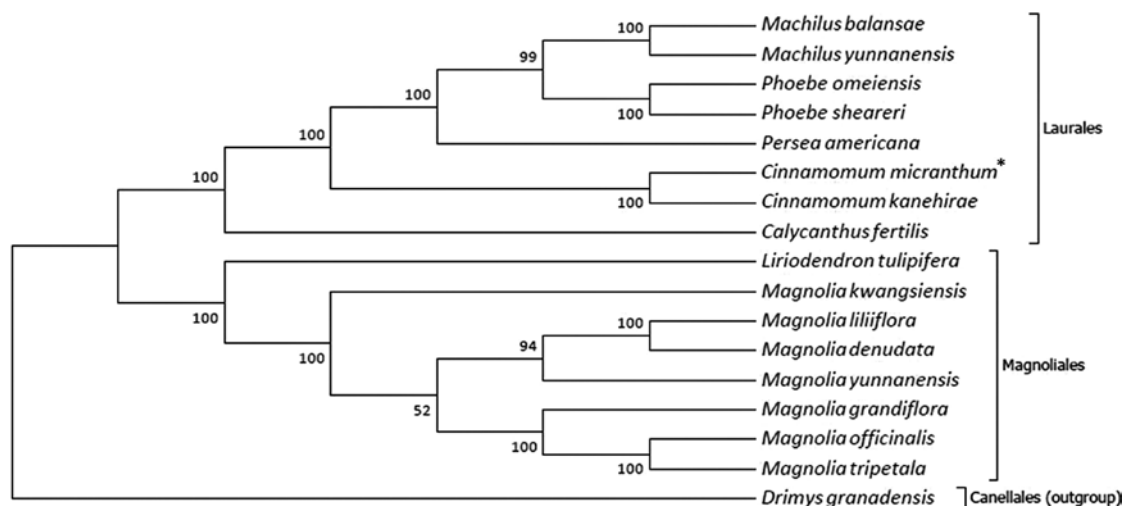 Machilus balansae
Machilus yunnanensis
Phoebe omeiensis
Phoebe sheareri
Persea americana
Cinnamomum micranthum*
Cinnamomum kanehirae
Calycanthus fertilis
Liriodendron tulipifera
Magnolia kwangsiensis
Magnolia liliiflora
Magnolia denudata
Magnolia yunnanensis
Magnolia grandiflora
Magnolia officinalis
Magnolia tripetala
Drimys granadensis
Laurales
Magnoliales
Canellales (outgroup)
100
99
100
100
100
100
100
100
100
100
94
52
100
100